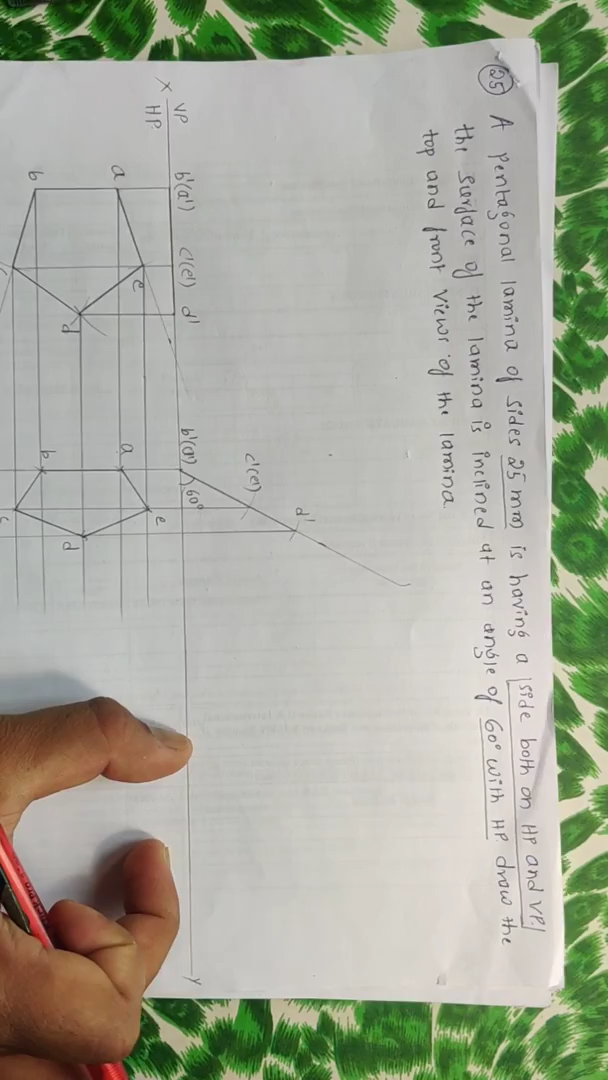 25 A pentagonal lamina of sides 25 mm is having a side both on HP and VP.
the surface of the lamina is inclined at an angle of 60° with HP draw the
top and front views of the lamina.
d'
c'(e')
b'(a') 60°
b'(a') c'(e') d'
X VP
HP
Y
a e a e
b d b d
c c